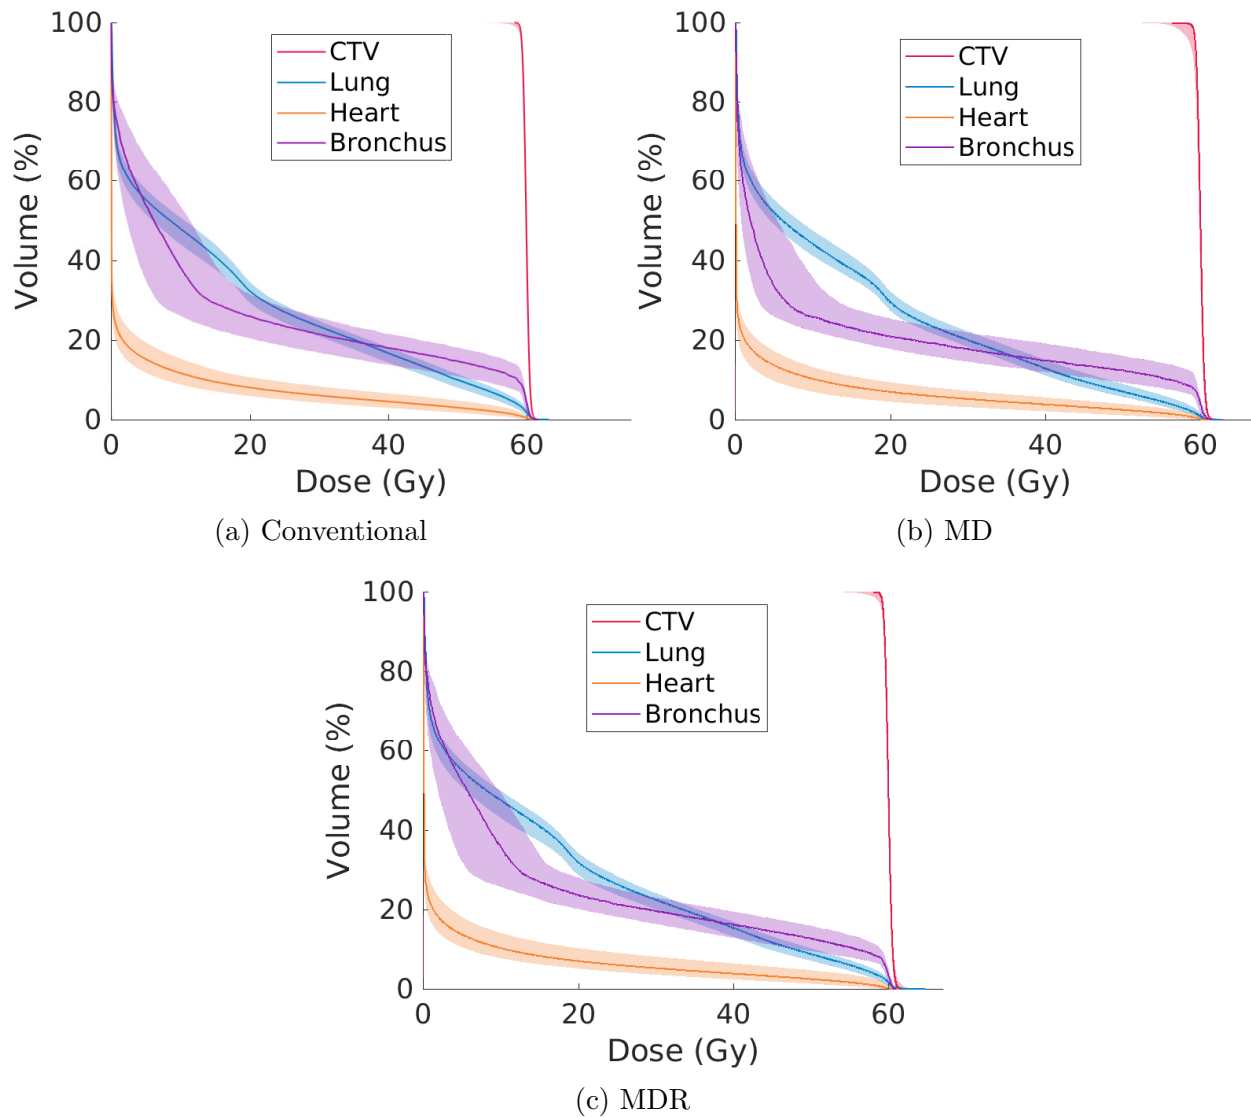 100
80
60
40
20
0
Volume (%)
CTV
Lung
Heart
Bronchus
0 20 40 60
Dose (Gy)
(a) Conventional
100
80
60
40
20
0
Volume (%)
CTV
Lung
Heart
Bronchus
0 20 40 60
Dose (Gy)
(b) MD
100
80
60
40
20
0
Volume (%)
CTV
Lung
Heart
Bronchus
0 20 40 60
Dose (Gy)
(c) MDR